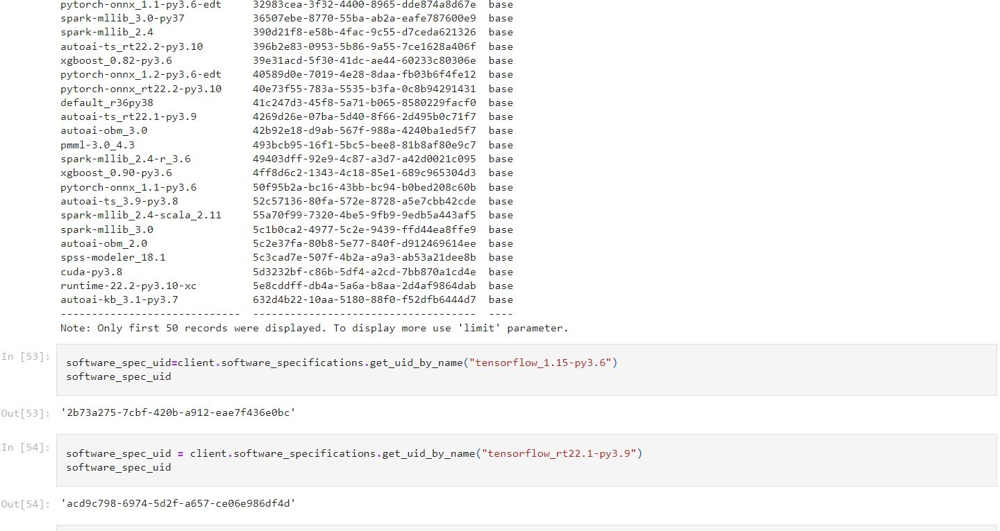 pytorch-onnx_1.1-py3.6-edt 32983cea-3f32-4400-8965-dde874a8d67e base
spark-mllib_3.0-py37 36507ebe-8770-55ba-ab2a-eafe787600e9 base
spark-mllib_2.4 390d21f8-e58b-4fac-9c55-d7ceda621326 base
autoai-ts_rt22.2-py3.10 396b2e83-0953-5b86-9a55-7ce1628a406f base
xgboost_0.82-py3.6 39e31acd-5f30-41dc-ae44-60233c80306e base
pytorch-onnx_1.2-py3.6-edt 40589d0e-7019-4e28-8daa-fb03b6f4fe12 base
pytorch-onnx_rt22.2-py3.10 40e73f55-783a-5535-b3fa-0c8b94291431 base
default_r36py38 41c247d3-45f8-5a71-b065-8580229facf0 base
autoai-ts_rt22.1-py3.9 4269d26e-07ba-5d40-8f66-2d495b0c71f7 base
autoai-obm_3.0 42b92e18-d9ab-567f-988a-4240ba1ed5f7 base
pmml-3.0_4.3 493bcb95-16f1-5bc5-bee8-81b8af80e9c7 base
spark-mllib_2.4-r_3.6 49403dff-92e9-4c87-a3d7-a42d0021c095 base
xgboost_0.90-py3.6 4ff8d6c2-1343-4c18-85e1-689c965304d3 base
pytorch-onnx_1.1-py3.6 50f95b2a-bc16-43bb-bc94-b0bed208c60b base
autoai-ts_3.9-py3.8 52c57136-80fa-572e-8728-a5e7cbb42cde base
spark-mllib_2.4-scala_2.11 55a70f99-7320-4be5-9fb9-9edb5a443af5 base
spark-mllib_3.0 5c1b0ca2-4977-5c2e-9439-ffd44ea8ffe9 base
autoai-obm_2.0 5c2e37fa-80b8-5e77-840f-d912469614ee base
spss-modeler_18.1 5c3cad7e-507f-4b2a-a9a3-ab53a21dee8b base
cuda-py3.8 5d3232bf-c86b-5df4-a2cd-7bb870a1cd4e base
runtime-22.2-py3.10-xc 5e8cddff-db4a-5a6a-b8aa-2d4af9864dab base
autoai-kb_3.1-py3.7 632d4b22-10aa-5180-88f0-f52dfb6444d7 base
----------------------------- ------------------------------------ ----
Note: Only first 50 records were displayed. To display more use 'limit' parameter.
In [53]: software_spec_uid=client.software_specifications.get_uid_by_name("tensorflow_1.15-py3.6")
software_spec_uid
Out[53]: '2b73a275-7cbf-420b-a912-eae7f436e0bc'
In [54]: software_spec_uid = client.software_specifications.get_uid_by_name("tensorflow_rt22.1-py3.9")
software_spec_uid
Out[54]: 'acd9c798-6974-5d2f-a657-ce06e986df4d'